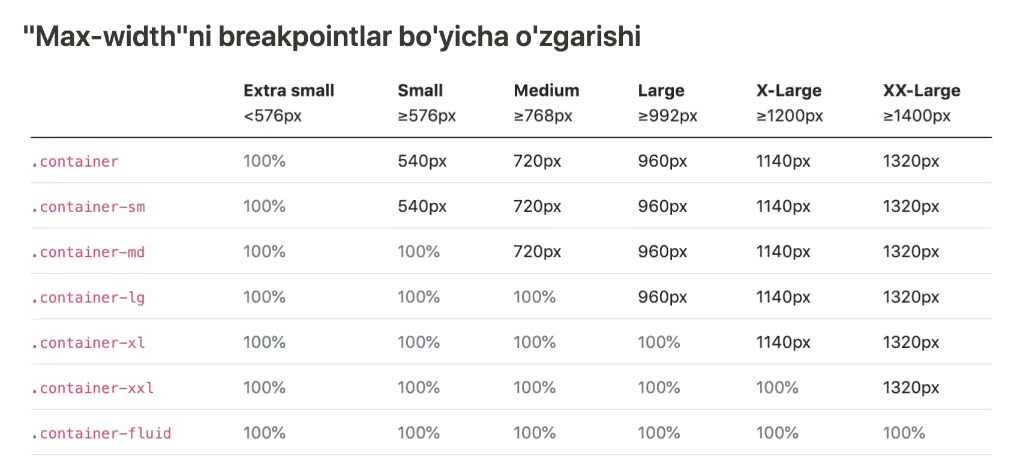 "Max-width"ni breakpointlar bo'yicha o'zgarishi
Extra small Small Medium Large X-Large XX-Large
<576px ≥576px ≥768px ≥992px ≥1200px ≥1400px
.container 100% 540px 720px 960px 1140px 1320px
.container-sm 100% 540px 720px 960px 1140px 1320px
.container-md 100% 100% 720px 960px 1140px 1320px
.container-lg 100% 100% 100% 960px 1140px 1320px
.container-xl 100% 100% 100% 100% 1140px 1320px
.container-xxl 100% 100% 100% 100% 100% 1320px
.container-fluid 100% 100% 100% 100% 100% 100%